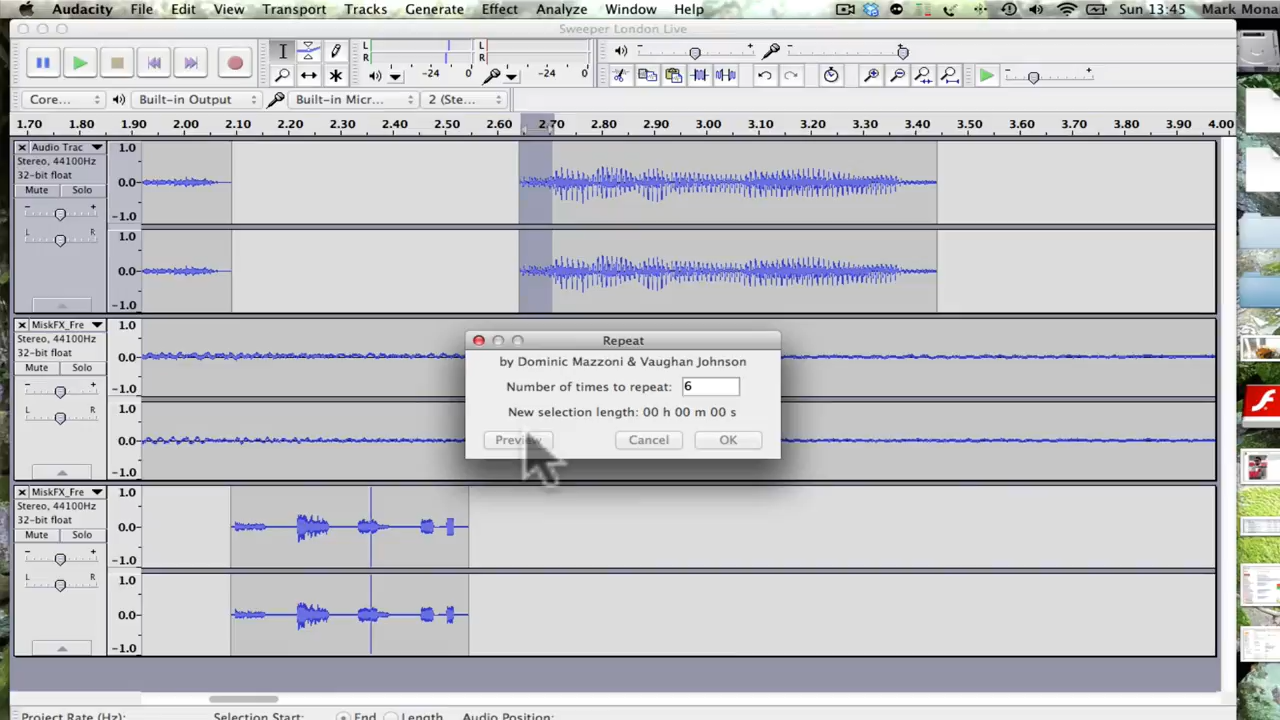 Audacity File Edit View Transport Tracks Generate Effect Analyze Window Help Sun 13:45 Mark Mona
Sweeper London Live
L
R
-24 0
L
R
0
Core... Built-in Output Built-in Micr... 2 (Ste...
1.70 1.80 1.90 2.00 2.10 2.20 2.30 2.40 2.50 2.60 2.70 2.80 2.90 3.00 3.10 3.20 3.30 3.40 3.50 3.60 3.70 3.80 3.90 4.00
Audio Trac
Stereo, 44100Hz
32-bit float
Mute Solo
- +
L R
1.0
0.0
-1.0
1.0
0.0
-1.0
MiskFX_Fre
Stereo, 44100Hz
32-bit float
Mute Solo
- +
L R
1.0
0.0
-1.0
1.0
0.0
-1.0
Repeat
by Dominic Mazzoni & Vaughan Johnson
Number of times to repeat: 6
New selection length: 00 h 00 m 00 s
Preview Cancel OK
MiskFX_Fre
Stereo, 44100Hz
32-bit float
Mute Solo
- +
L R
1.0
0.0
-1.0
1.0
0.0
-1.0
Project Rate (Hz): Selection Start: End Length Audio Position: